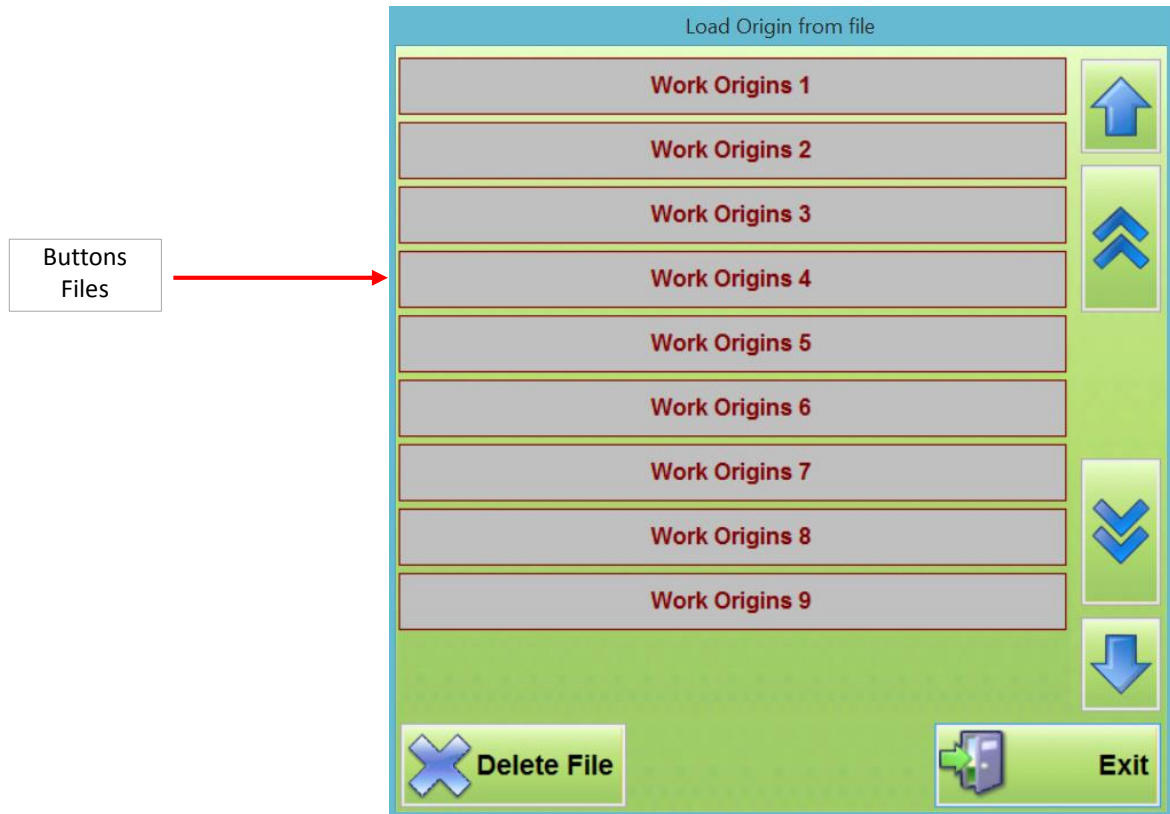 Load Origin from file
Work Origins 1
Work Origins 2
Work Origins 3
Buttons
Files
Work Origins 4
Work Origins 5
Work Origins 6
Work Origins 7
Work Origins 8
Work Origins 9
Delete File
Exit